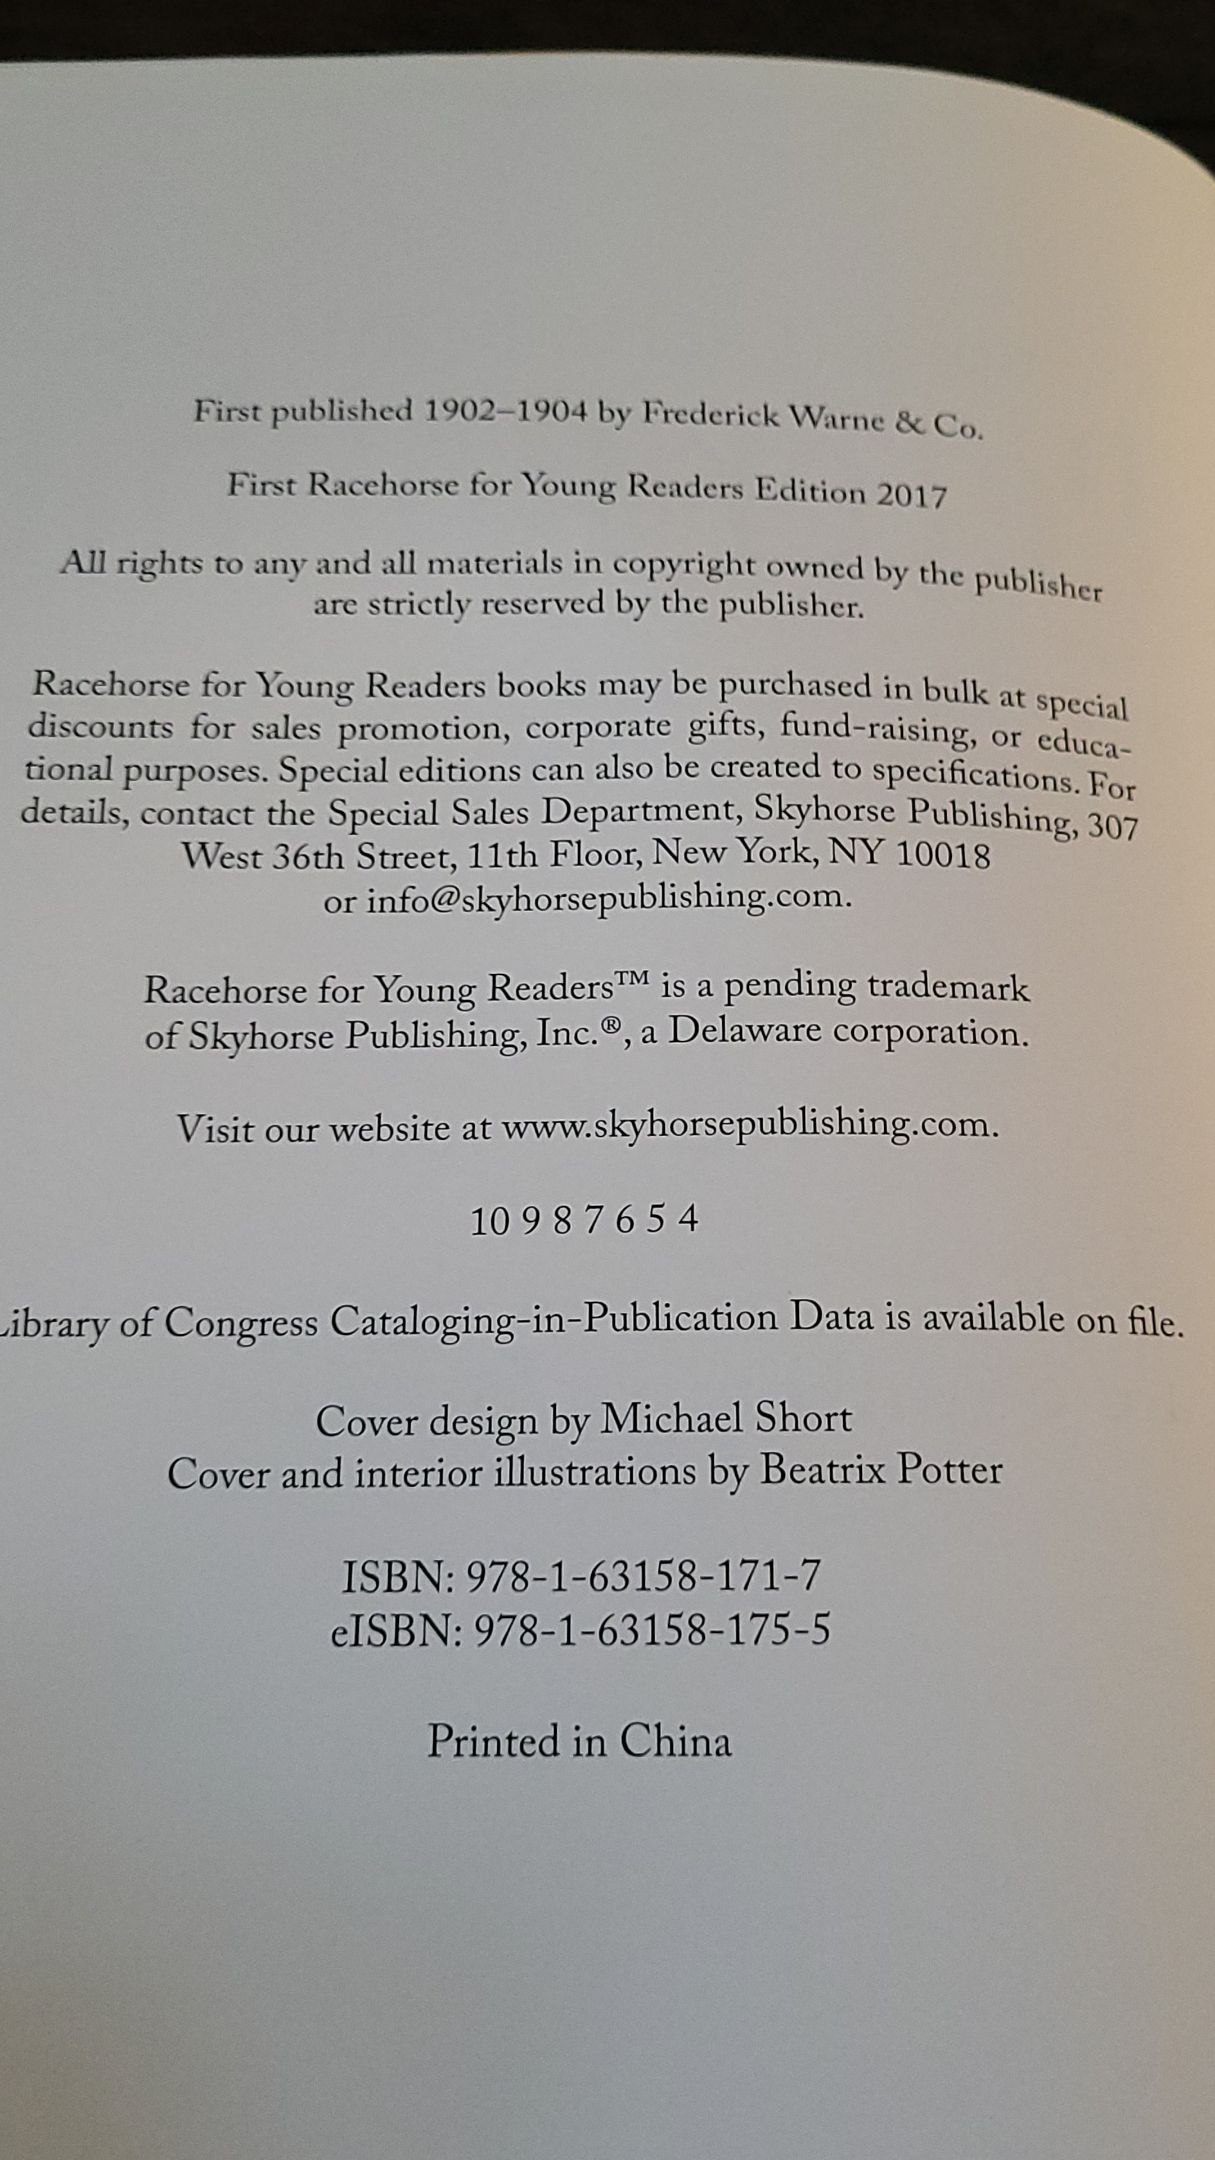 First published 1902–1904 by Frederick Warne & Co.
First Racehorse for Young Readers Edition 2017
All rights to any and all materials in copyright owned by the publisher
are strictly reserved by the publisher.
Racehorse for Young Readers books may be purchased in bulk at special
discounts for sales promotion, corporate gifts, fund-raising, or educa-
tional purposes. Special editions can also be created to specifications. For
details, contact the Special Sales Department, Skyhorse Publishing, 307
West 36th Street, 11th Floor, New York, NY 10018
or info@skyhorsepublishing.com.
Racehorse for Young Readers™ is a pending trademark
of Skyhorse Publishing, Inc.®, a Delaware corporation.
Visit our website at www.skyhorsepublishing.com.
10 9 8 7 6 5 4
Library of Congress Cataloging-in-Publication Data is available on file.
Cover design by Michael Short
Cover and interior illustrations by Beatrix Potter
ISBN: 978-1-63158-171-7
eISBN: 978-1-63158-175-5
Printed in China